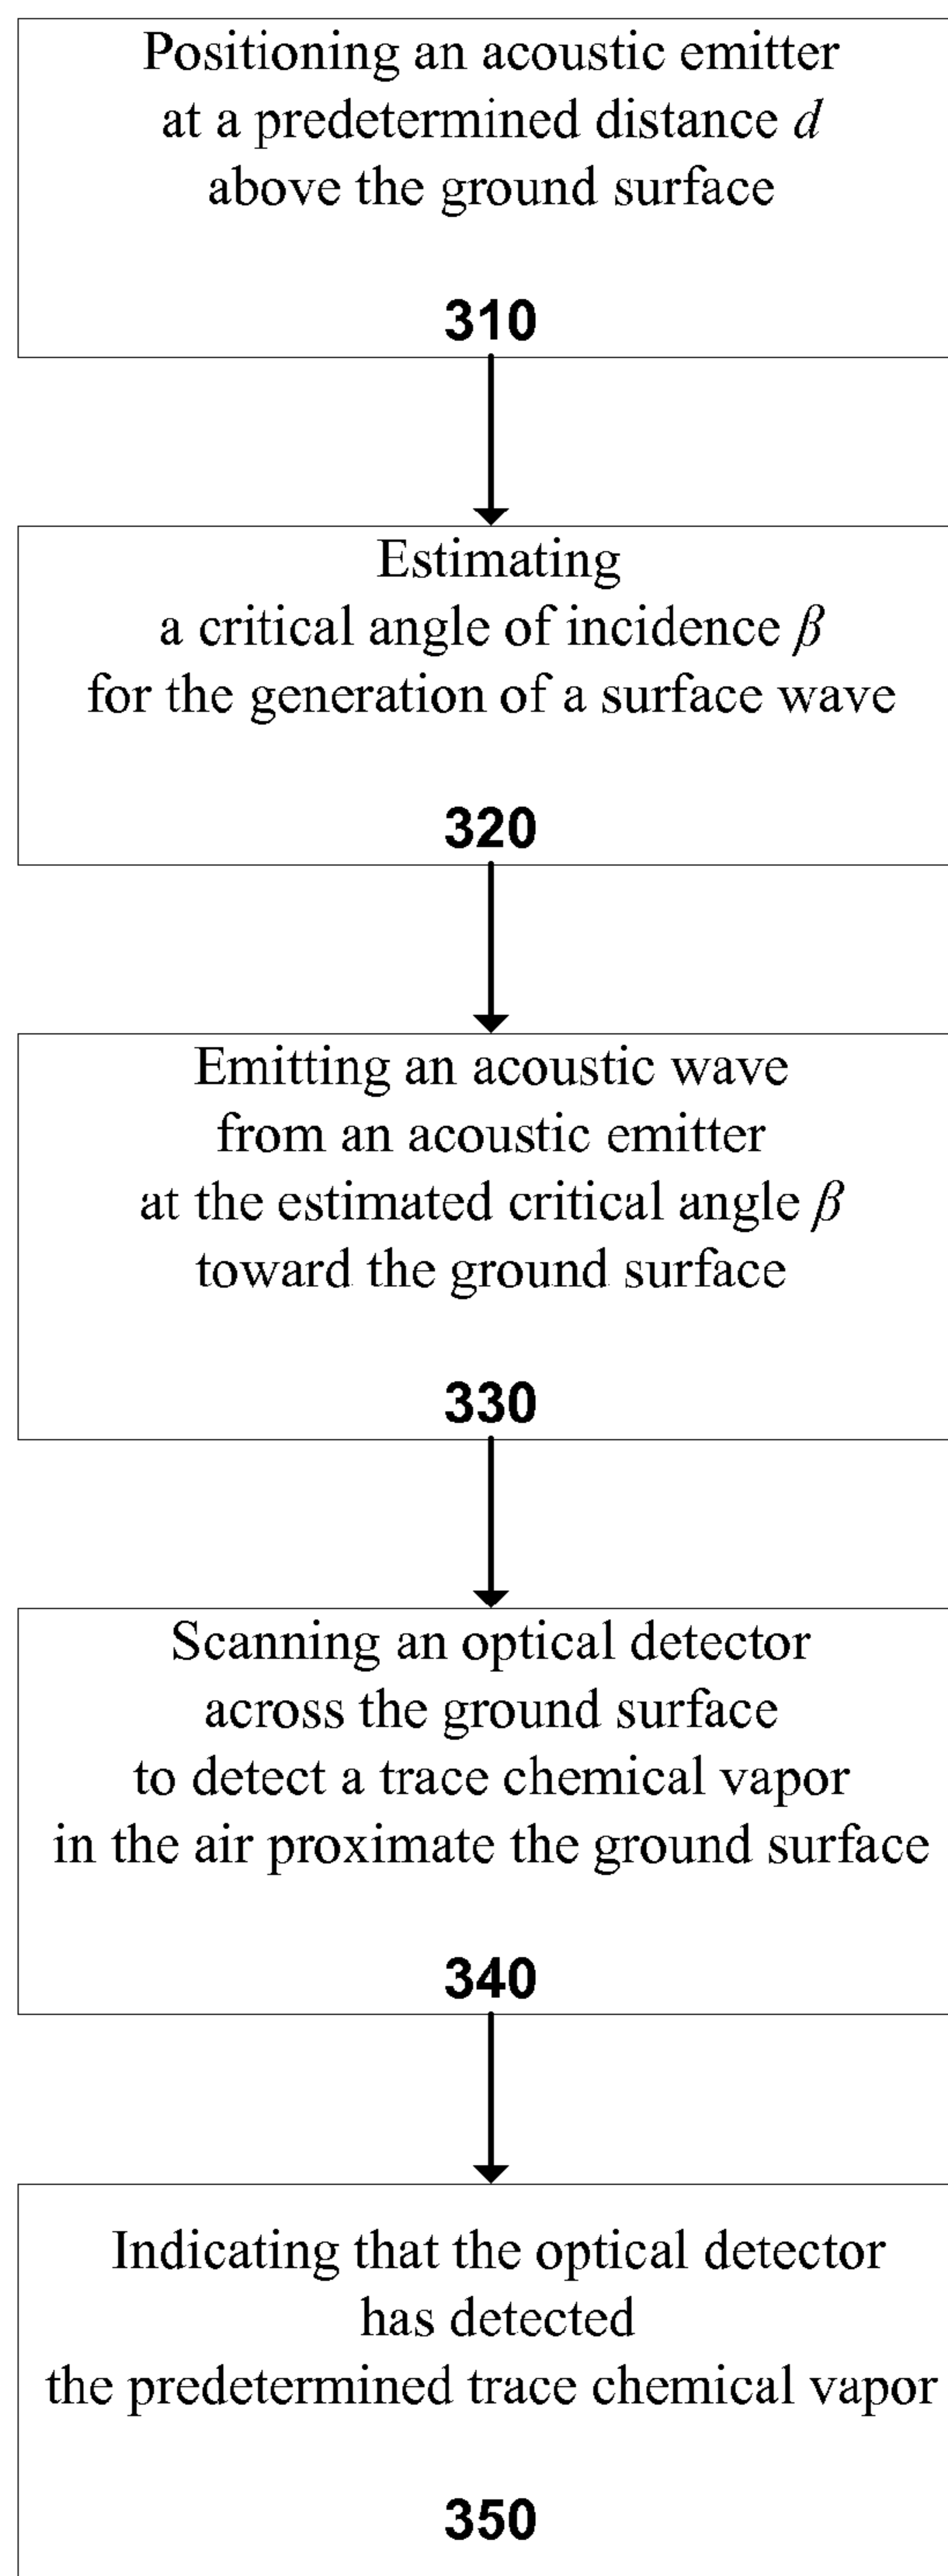 Positioning an acoustic emitter
at a predetermined distance d
above the ground surface
310
Estimating
a critical angle of incidence β
for the generation of a surface wave
320
Emitting an acoustic wave
from an acoustic emitter
at the estimated critical angle β
toward the ground surface
330
Scanning an optical detector
across the ground surface
to detect a trace chemical vapor
in the air proximate the ground surface
340
Indicating that the optical detector
has detected
the predetermined trace chemical vapor
350